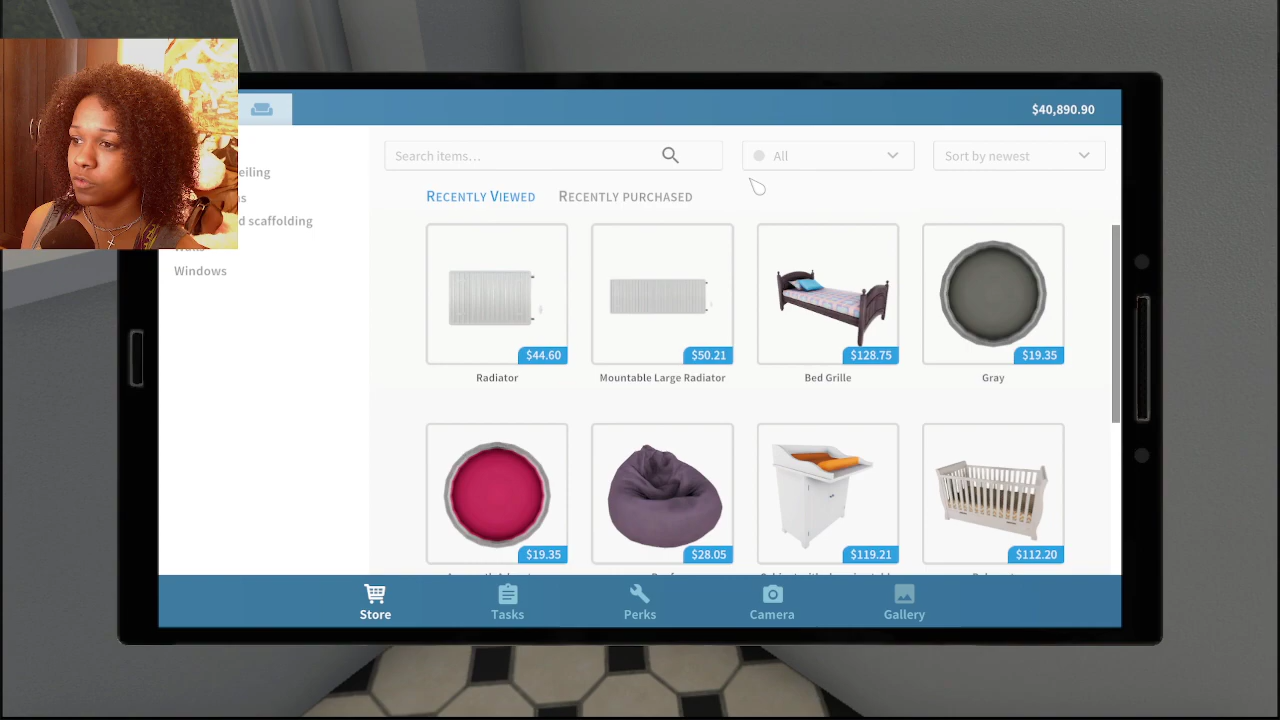 $40,890.90
Search items...
All
Sort by newest
eiling
s
d scaffolding
Windows
RECENTLY VIEWED
RECENTLY PURCHASED
$44.60
$50.21
$128.75
$19.35
Radiator
Mountable Large Radiator
Bed Grille
Gray
$19.35
$28.05
$119.21
$112.20
Store
Tasks
Perks
Camera
Gallery